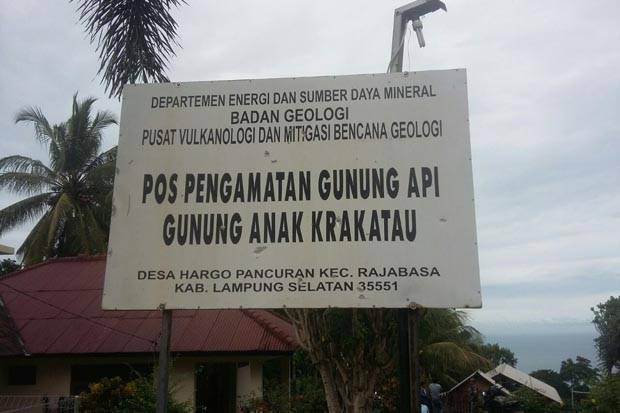 DEPARTEMEN ENERGI DAN SUMBER DAYA MINERAL
BADAN GEOLOGI
PUSAT VULKANOLOGI DAN MITIGASI BENCANA GEOLOGI
POS PENGAMATAN GUNUNG API
GUNUNG ANAK KRAKATAU
DESA HARGO PANCURAN KEC. RAJABASA
KAB. LAMPUNG SELATAN 35551